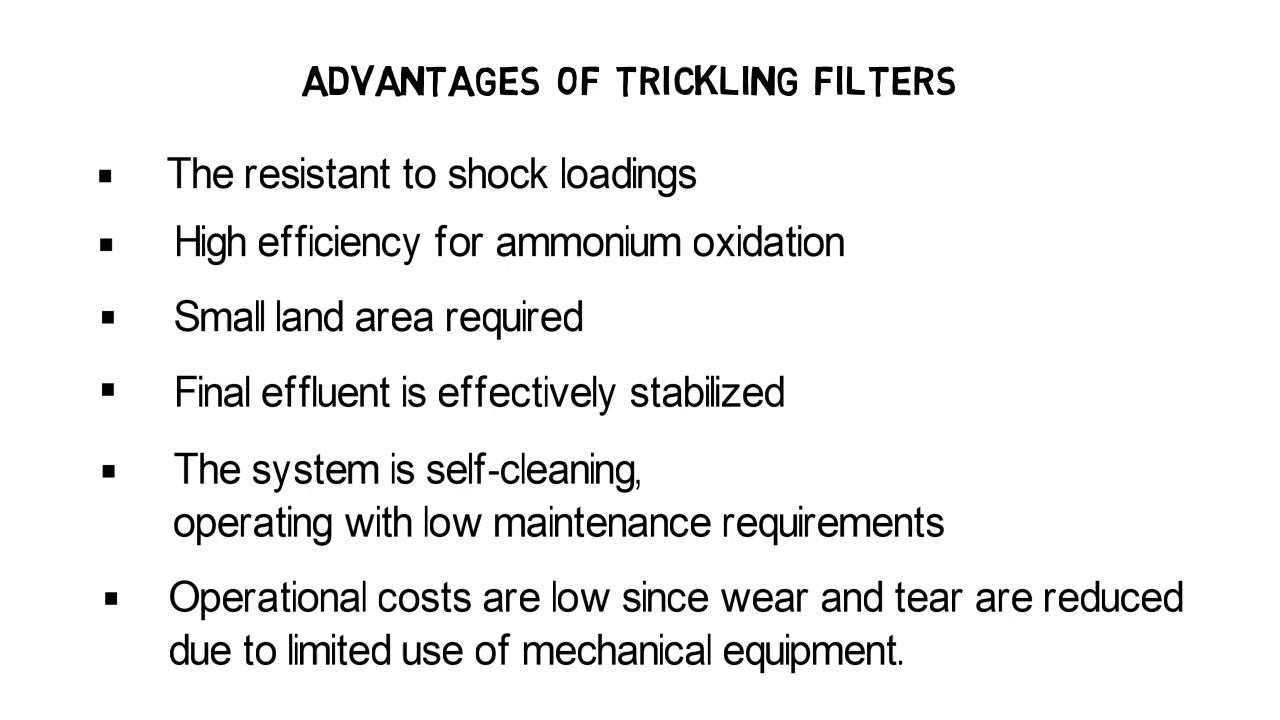 ADVANTAGES OF TRICKLING FILTERS
▪ The resistant to shock loadings
▪ High efficiency for ammonium oxidation
▪ Small land area required
▪ Final effluent is effectively stabilized
▪ The system is self-cleaning,
operating with low maintenance requirements
▪ Operational costs are low since wear and tear are reduced
due to limited use of mechanical equipment.